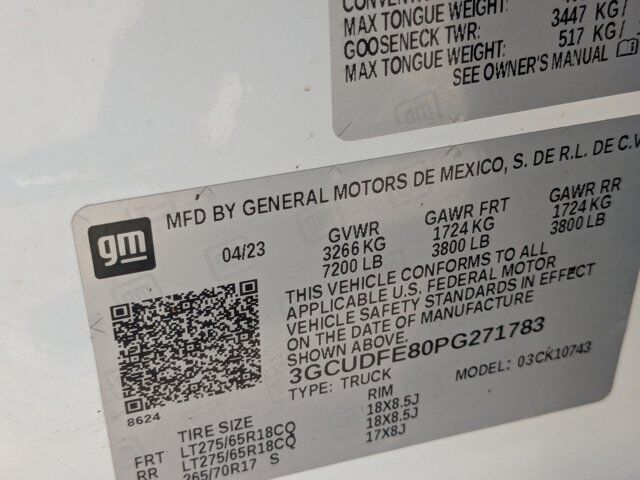 MAX TONGUE WEIGHT:
3447 KG /
GOOSENECK TWR:
517 KG /
MAX TONGUE WEIGHT:
SEE OWNER'S MANUAL
gm
MFD BY GENERAL MOTORS DE MEXICO, S. DE R.L. DE C.V
04/23 GVWR GAWR FRT GAWR RR
3266 KG 1724 KG 1724 KG
7200 LB 3800 LB 3800 LB
THIS VEHICLE CONFORMS TO ALL
APPLICABLE U.S. FEDERAL MOTOR
VEHICLE SAFETY STANDARDS IN EFFECT
ON THE DATE OF MANUFACTURE
SHOWN ABOVE.
3GCUDFE80PG271783
TYPE: TRUCK MODEL: 03CK10743
8624
TIRE SIZE RIM
FRT LT275/65R18CQ 18X8.5J
RR LT275/65R18CQ 18X8.5J
265/70R17 S 17X8J